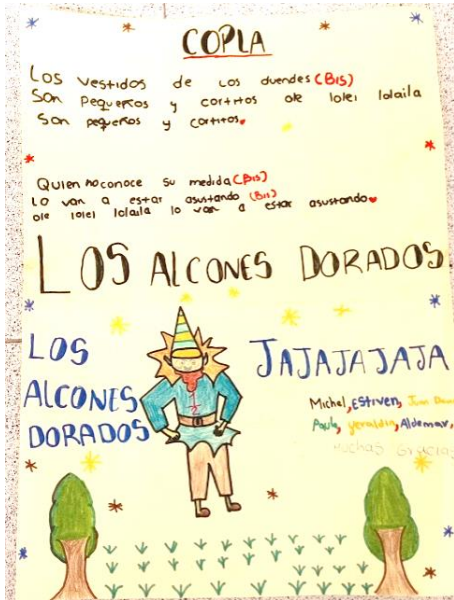 COPLA
Los vestidos de los duendes (Bis)
Son pequeños y cortitos ole lolei lolaila
Son pequeños y cortitos.
Quien no conoce su medida (Bis)
Lo van a estar asustando (Bis)
ole lolei lolaila lo van a estar asustando
LOS ALCONES DORADOS
LOS
ALCONES
DORADOS
JAJAJAJAJA
Michel, Estiven, Juan
Paula, Yeraldin, Aldemar,
Muchas Gracias